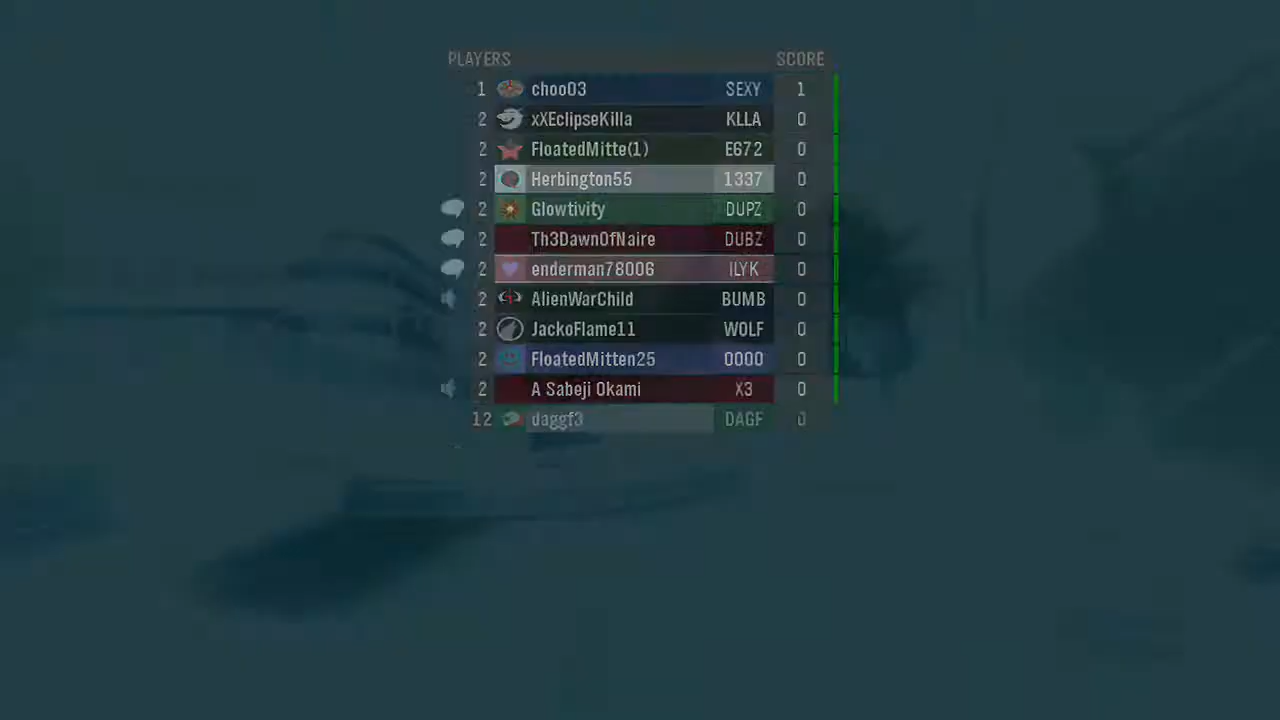 PLAYERS SCORE
1 choo03 SEXY 1
2 xXEclipseKilla KLLA 0
2 FloatedMitte(1) E672 0
2 Herbington55 1337 0
2 Glowtivity DUPZ 0
2 Th3DawnOfNaire DUBZ 0
2 enderman78006 ILYK 0
2 AlienWarChild BUMB 0
2 JackoFlame11 WOLF 0
2 FloatedMitten25 0000 0
2 A Sabeji Okami X3 0
12 daggf3 DAGF 0